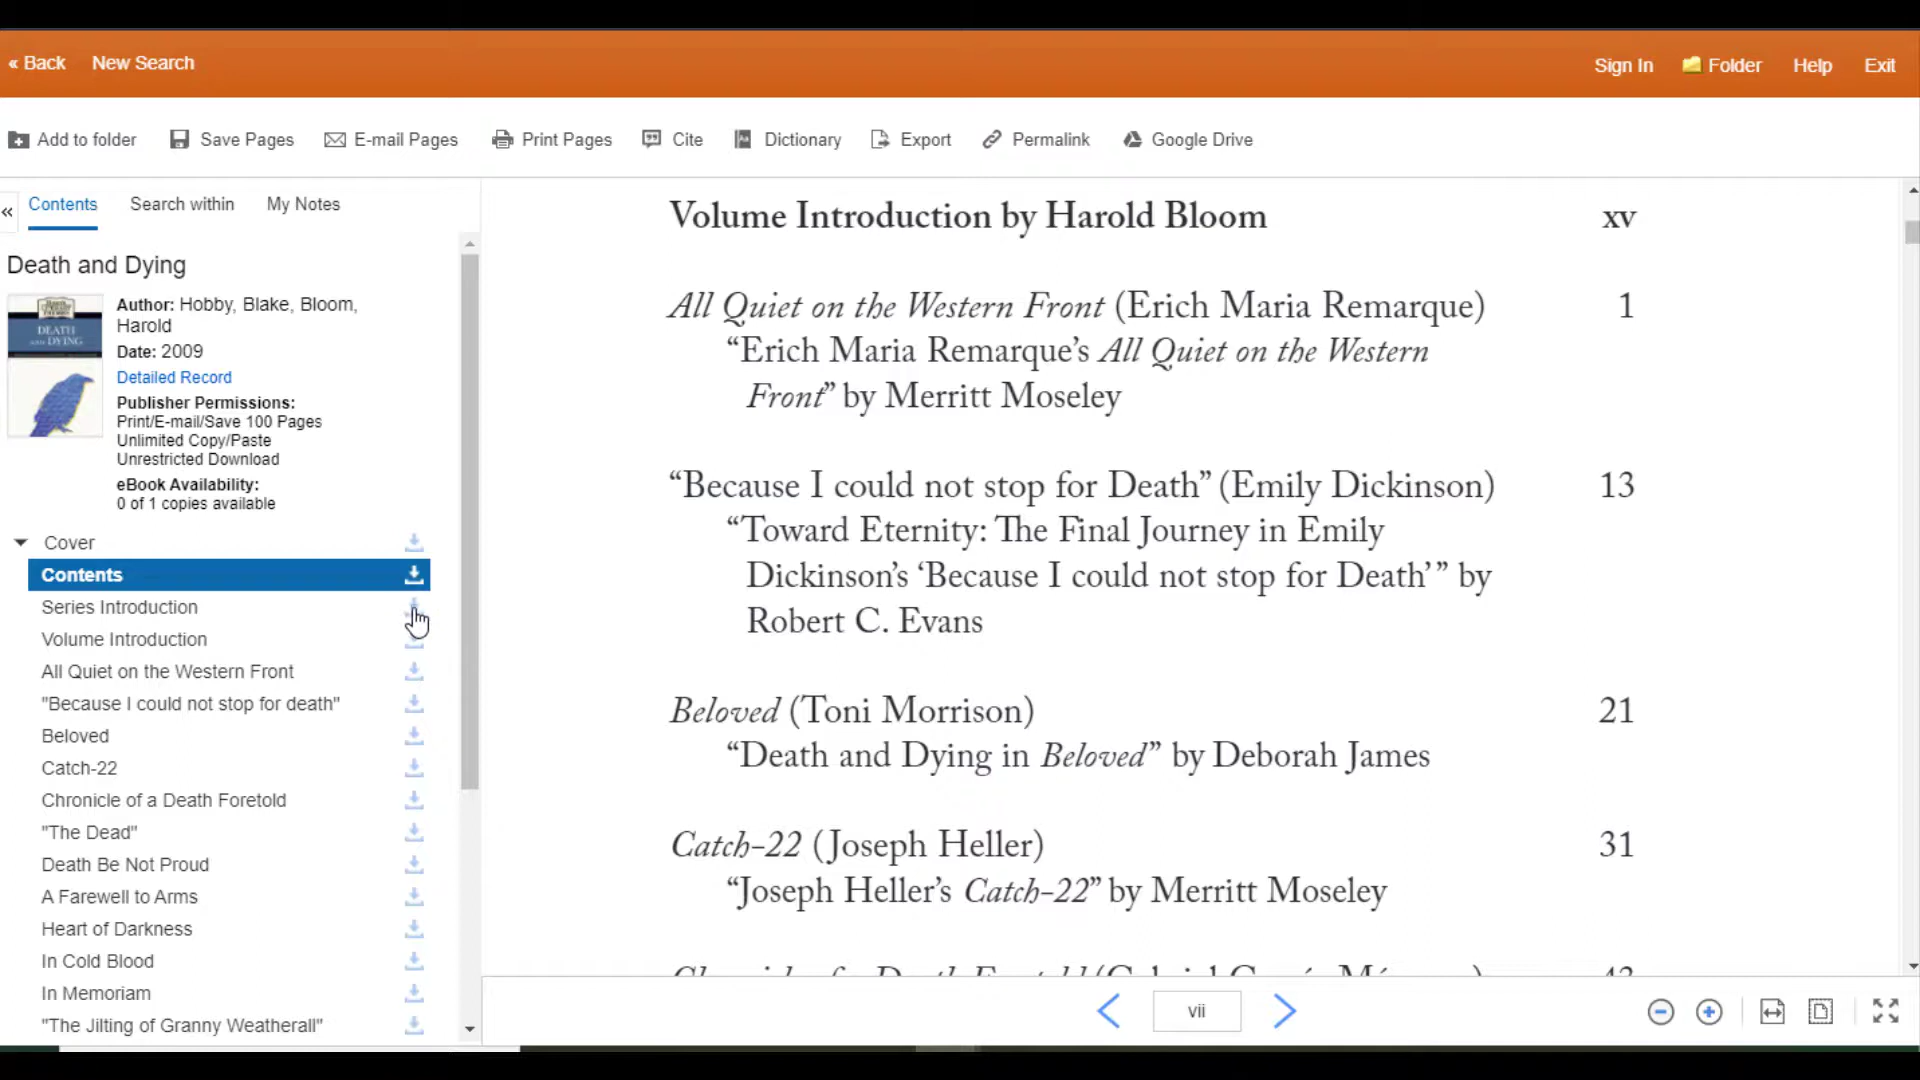 « Back New Search Sign In Folder Help Exit
Add to folder Save Pages E-mail Pages Print Pages Cite Dictionary Export Permalink Google Drive
« Contents Search within My Notes
Death and Dying
DEATH
AND DYING
Author: Hobby, Blake, Bloom,
Harold
Date: 2009
Detailed Record
Publisher Permissions:
Print/E-mail/Save 100 Pages
Unlimited Copy/Paste
Unrestricted Download
eBook Availability:
0 of 1 copies available
Cover
Contents
Series Introduction
Volume Introduction
All Quiet on the Western Front
"Because I could not stop for death"
Beloved
Catch-22
Chronicle of a Death Foretold
"The Dead"
Death Be Not Proud
A Farewell to Arms
Heart of Darkness
In Cold Blood
In Memoriam
"The Jilting of Granny Weatherall"
Volume Introduction by Harold Bloom xv
All Quiet on the Western Front (Erich Maria Remarque) 1
“Erich Maria Remarque’s All Quiet on the Western
Front” by Merritt Moseley
“Because I could not stop for Death” (Emily Dickinson) 13
“Toward Eternity: The Final Journey in Emily
Dickinson’s ‘Because I could not stop for Death’ ” by
Robert C. Evans
Beloved (Toni Morrison) 21
“Death and Dying in Beloved” by Deborah James
Catch-22 (Joseph Heller) 31
“Joseph Heller’s Catch-22” by Merritt Moseley
vii